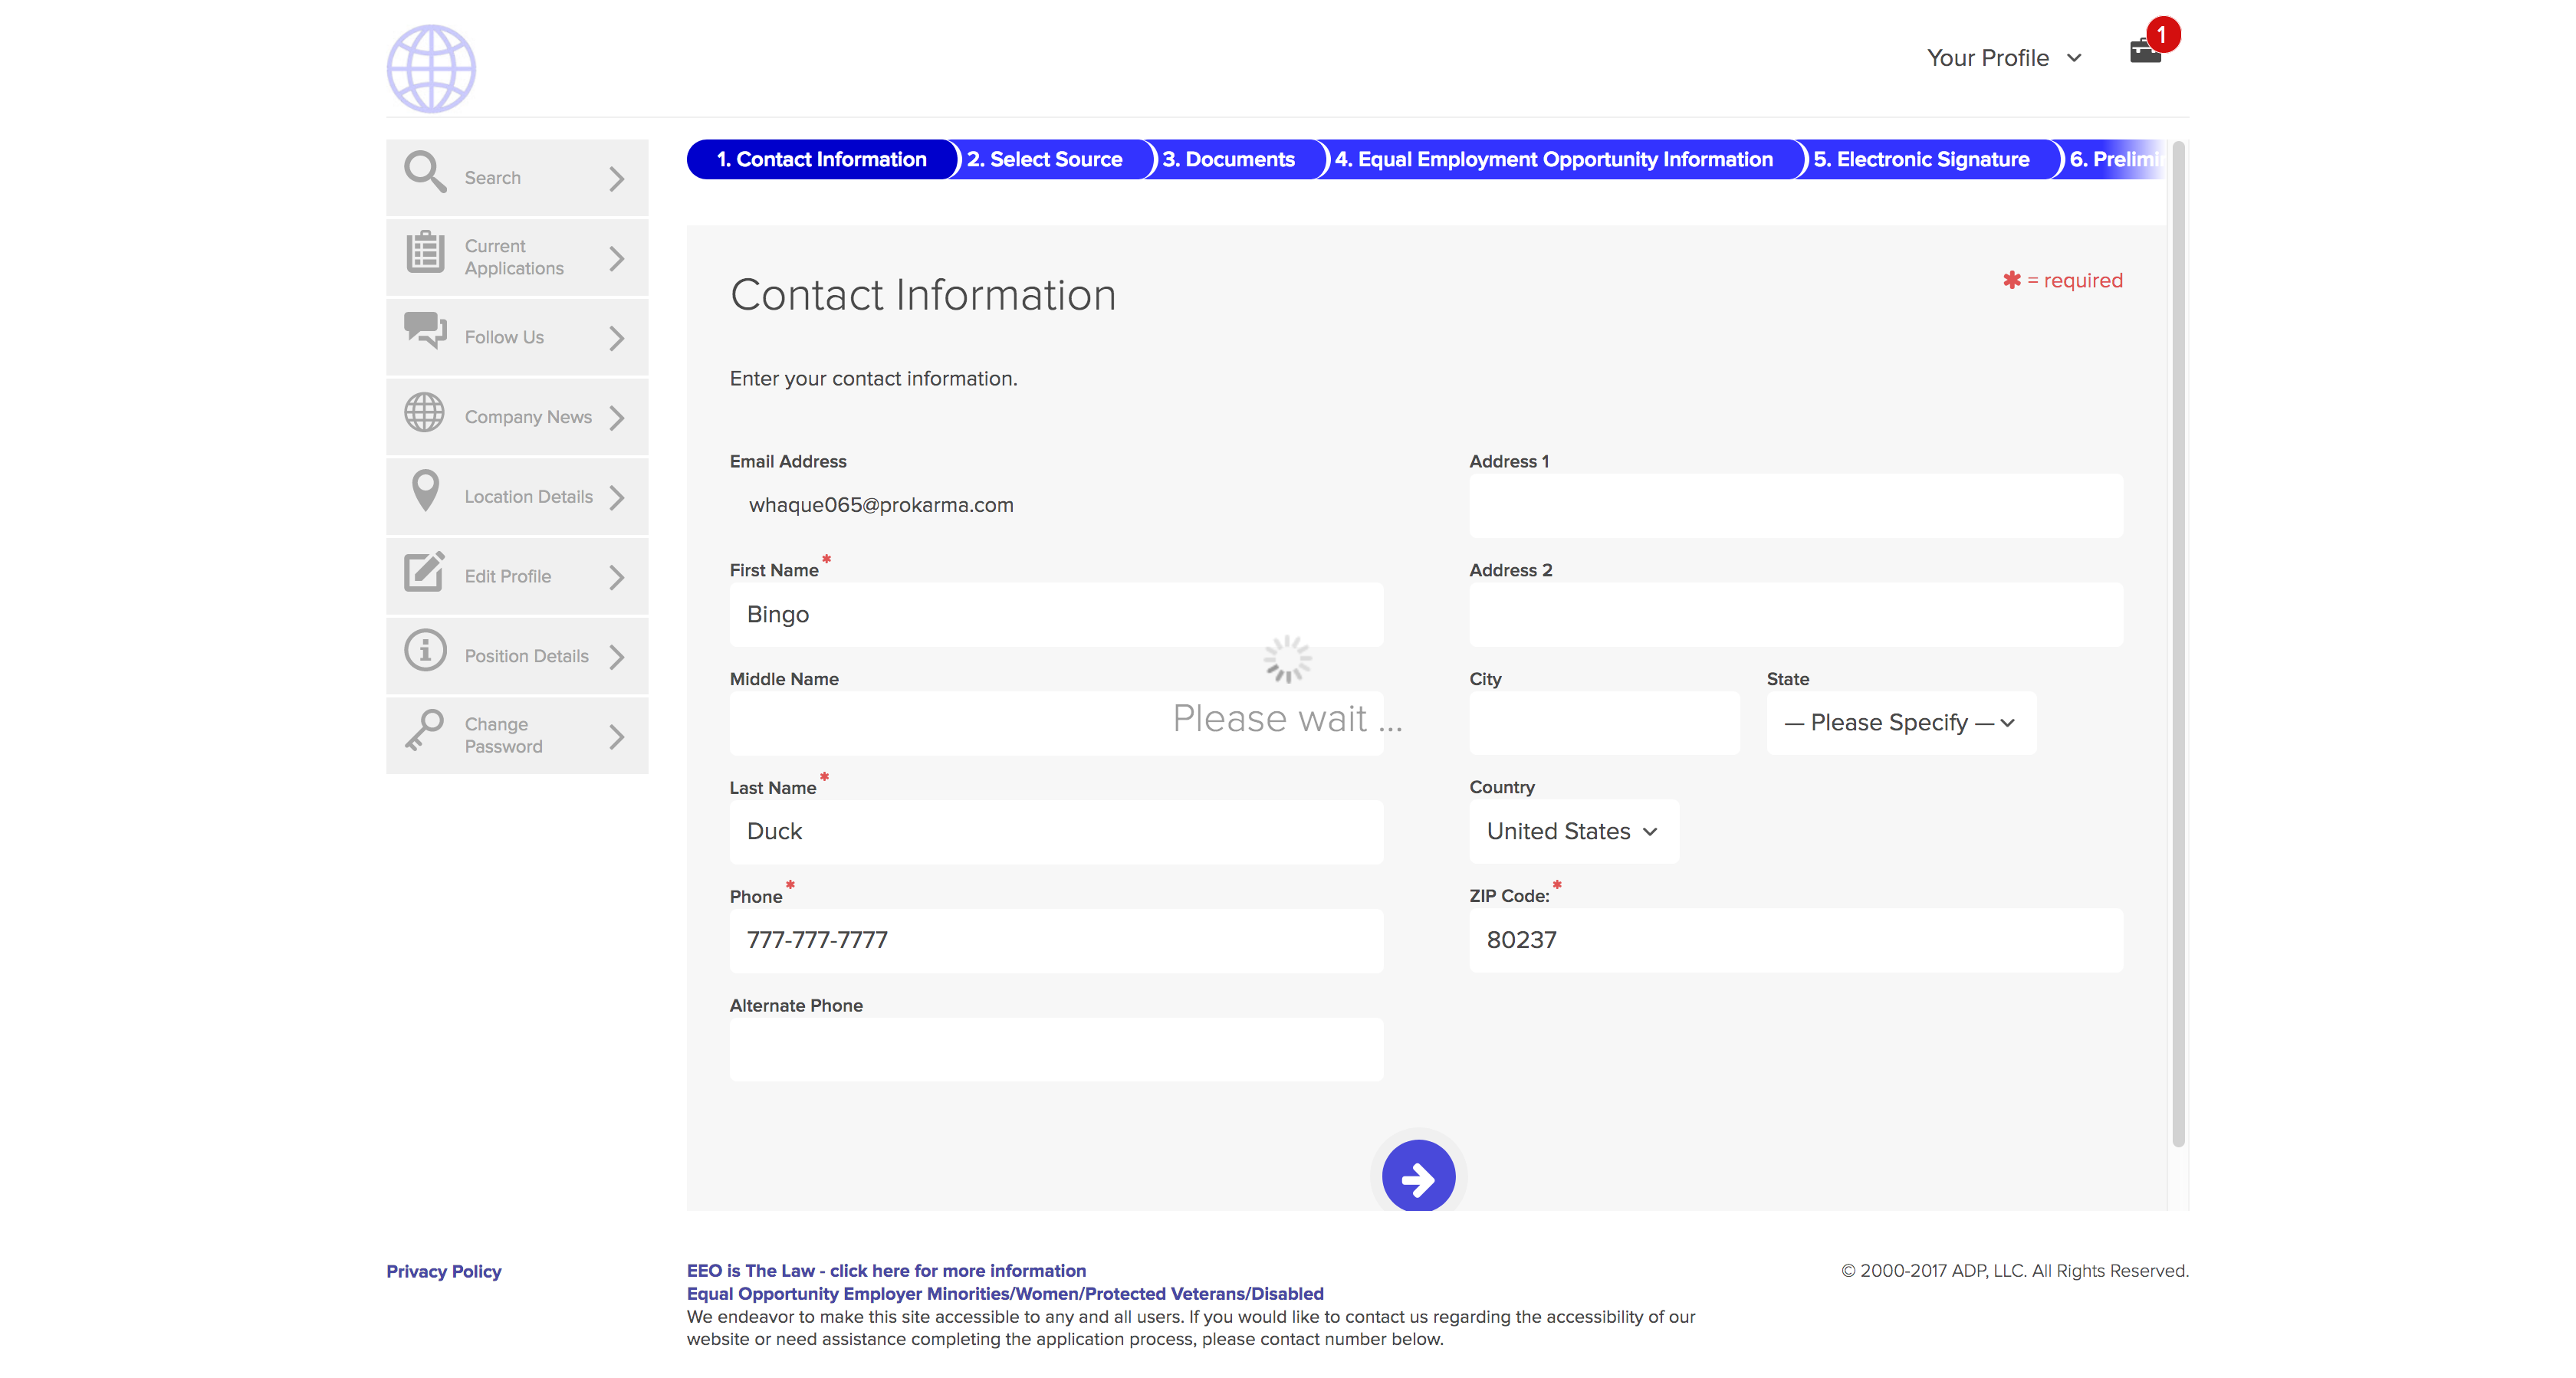 Your Profile
1
Search
Current
Applications
Follow Us
Company News
Location Details
Edit Profile
Position Details
Change
Password
1. Contact Information
2. Select Source
3. Documents
4. Equal Employment Opportunity Information
5. Electronic Signature
6. Prelimi
Contact Information
* = required
Enter your contact information.
Email Address
whaque065@prokarma.com
First Name *
Bingo
Middle Name
Last Name *
Duck
Phone *
777-777-7777
Alternate Phone
Address 1
Address 2
City
State
— Please Specify —
Country
United States
ZIP Code: *
80237
Please wait ...
Privacy Policy
EEO is The Law - click here for more information
Equal Opportunity Employer Minorities/Women/Protected Veterans/Disabled
We endeavor to make this site accessible to any and all users. If you would like to contact us regarding the accessibility of our
website or need assistance completing the application process, please contact number below.
© 2000-2017 ADP, LLC. All Rights Reserved.